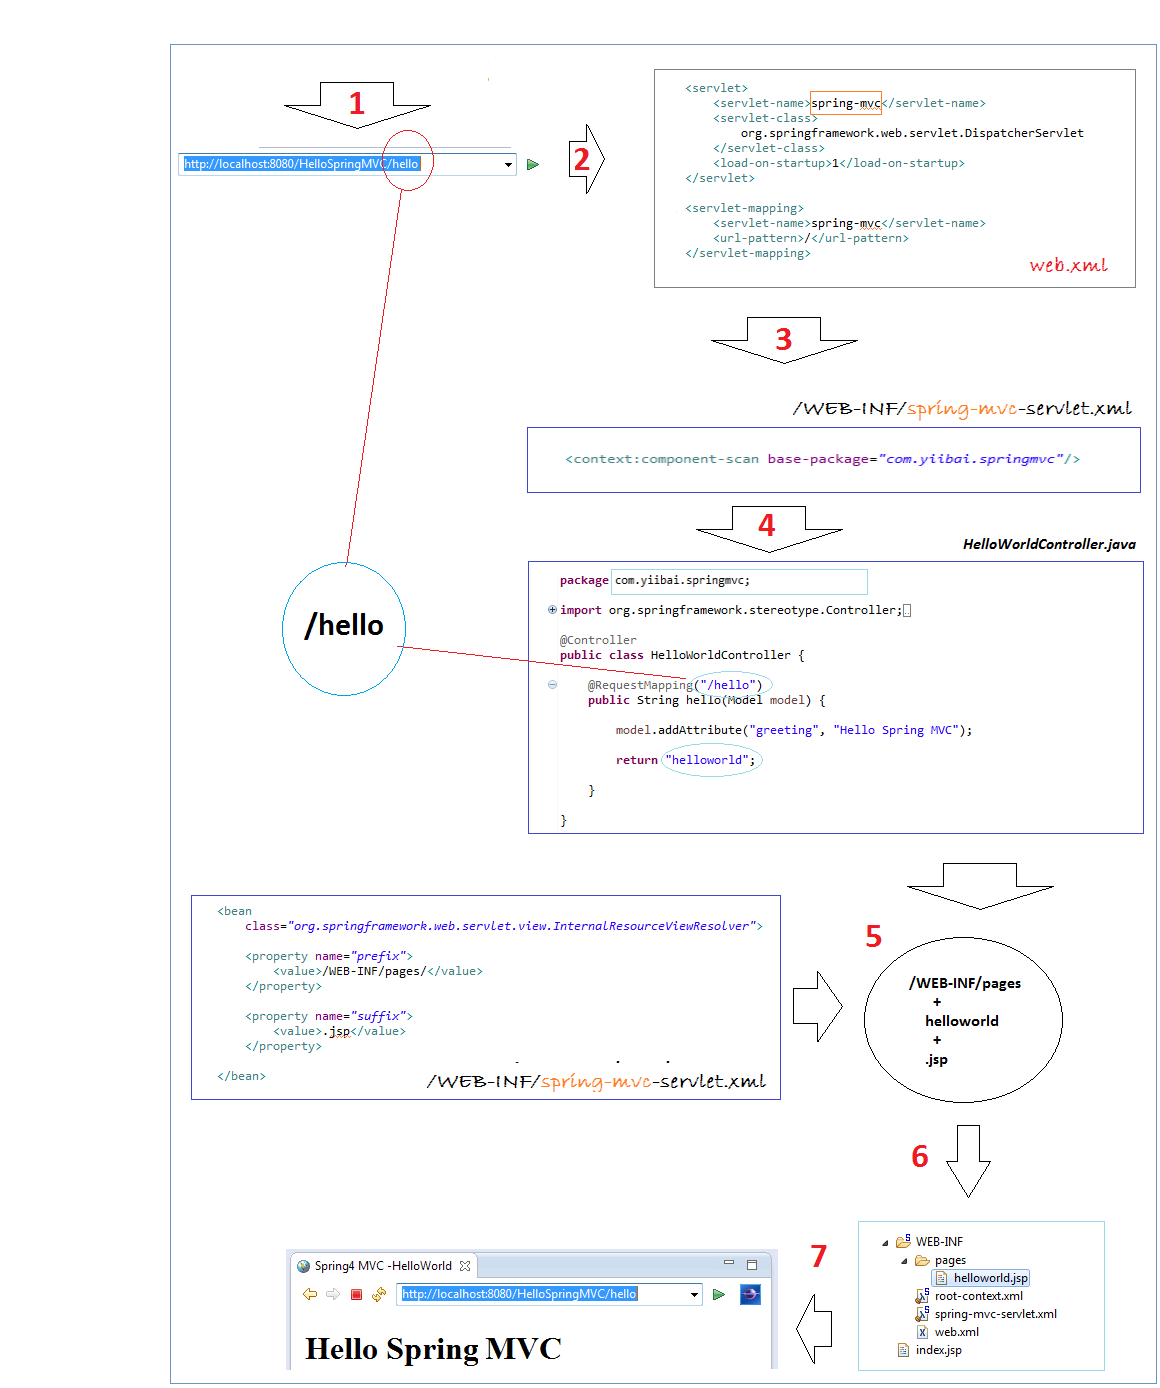 1
http://localhost:8080/HelloSpringMVC/hello
2
<servlet>
<servlet-name>spring-mvc</servlet-name>
<servlet-class>
org.springframework.web.servlet.DispatcherServlet
</servlet-class>
<load-on-startup>1</load-on-startup>
</servlet>
<servlet-mapping>
<servlet-name>spring-mvc</servlet-name>
<url-pattern>/</url-pattern>
</servlet-mapping>
web.xml
3
/WEB-INF/spring-mvc-servlet.xml
<context:component-scan base-package="com.yiibai.springmvc"/>
4
HelloWorldController.java
package com.yiibai.springmvc;
import org.springframework.stereotype.Controller;
@Controller
public class HelloWorldController {
@RequestMapping("/hello")
public String hello(Model model) {
model.addAttribute("greeting", "Hello Spring MVC");
return "helloworld";
}
}
/hello
<bean
class="org.springframework.web.servlet.view.InternalResourceViewResolver">
<property name="prefix">
<value>/WEB-INF/pages/</value>
</property>
<property name="suffix">
<value>.jsp</value>
</property>
</bean>
/WEB-INF/spring-mvc-servlet.xml
5
/WEB-INF/pages
+
helloworld
+
.jsp
6
WEB-INF
pages
helloworld.jsp
root-context.xml
spring-mvc-servlet.xml
web.xml
index.jsp
7
Spring4 MVC -HelloWorld
http://localhost:8080/HelloSpringMVC/hello
Hello Spring MVC